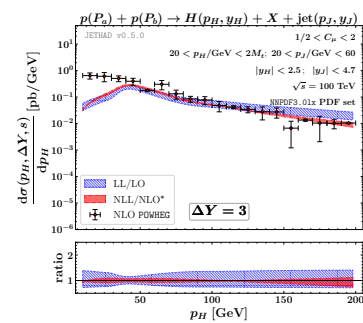 p(P_a) + p(P_b) → H(p_H, y_H) + X + jet(p_J, y_J)
JETHAD v0.5.0
1/2 < C_μ < 2
20 < p_H/GeV < 2M_t; 20 < p_J/GeV < 60
|y_H| < 2.5; |y_J| < 4.7
√s = 100 TeV
NNPDF3.01x PDF set
dσ(p_H, ΔY, s)/dp_H [pb/GeV]
10^1
10^0
10^−1
10^−2
10^−3
10^−4
10^−5
10^−6
LL/LO
NLL/NLO*
NLO POWHEG
ΔY = 3
ratio
3
2
1
50
100
150
200
p_H [GeV]